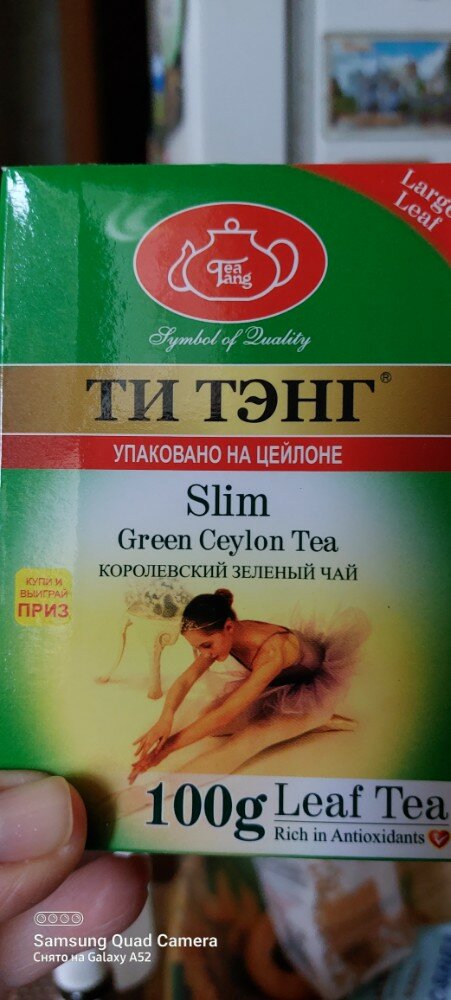 Large
Leaf
Tea
Tang
Symbol of Quality
ТИ ТЭНГ®
УПАКОВАНО НА ЦЕЙЛОНЕ
Slim
Green Ceylon Tea
КОРОЛЕВСКИЙ ЗЕЛЕНЫЙ ЧАЙ
КУПИ И
ВЫИГРАЙ
ПРИЗ
100g Leaf Tea
Rich in Antioxidants
Samsung Quad Camera
Снято на Galaxy A52